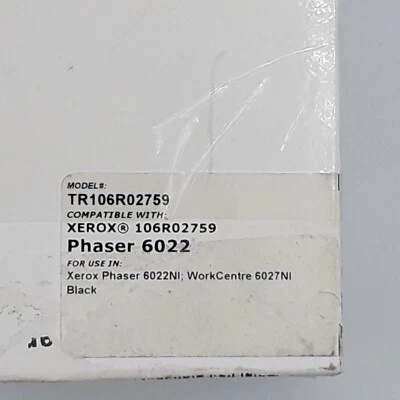 MODEL#:
TR106R02759
COMPATIBLE WITH:
XEROX® 106R02759
Phaser 6022
FOR USE IN:
Xerox Phaser 6022NI; WorkCentre 6027NI
Black